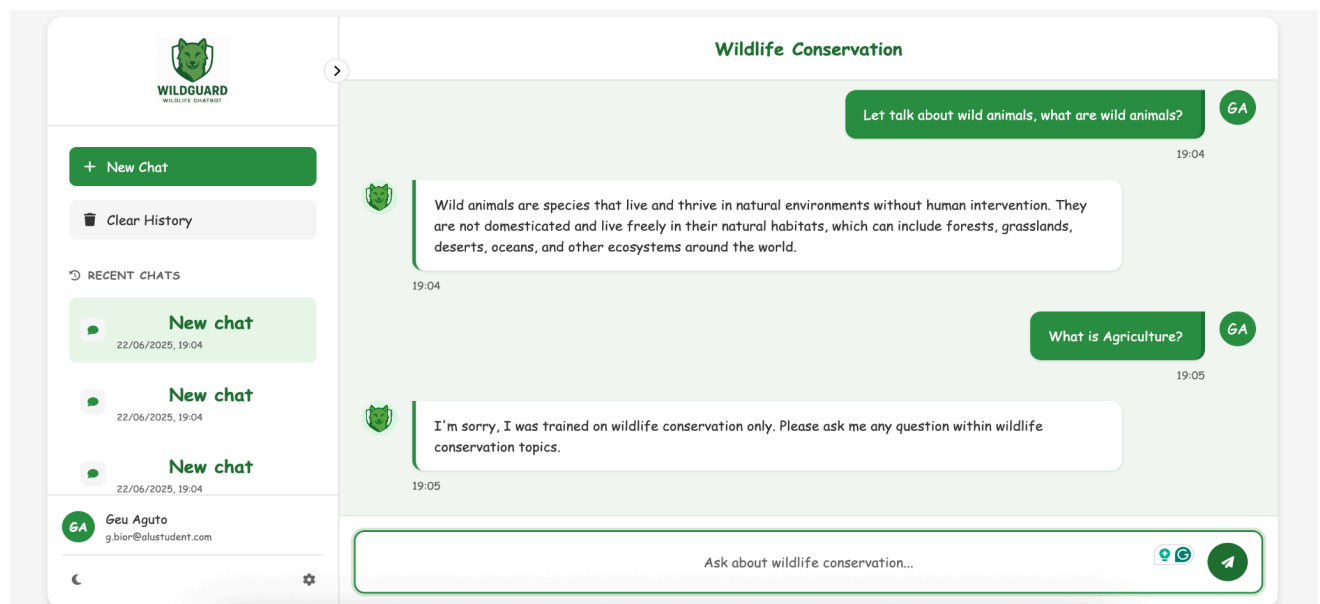 WILDGUARD
WILDLIFE CHATBOT
+ New Chat
Clear History
RECENT CHATS
New chat
22/06/2025, 19:04
New chat
22/06/2025, 19:04
New chat
22/06/2025, 19:04
GA
Geu Aguto
g.bior@alustudent.com
Wildlife Conservation
Let talk about wild animals, what are wild animals?
GA
19:04
Wild animals are species that live and thrive in natural environments without human intervention. They
are not domesticated and live freely in their natural habitats, which can include forests, grasslands,
deserts, oceans, and other ecosystems around the world.
19:04
What is Agriculture?
GA
19:05
I'm sorry, I was trained on wildlife conservation only. Please ask me any question within wildlife
conservation topics.
19:05
Ask about wildlife conservation...